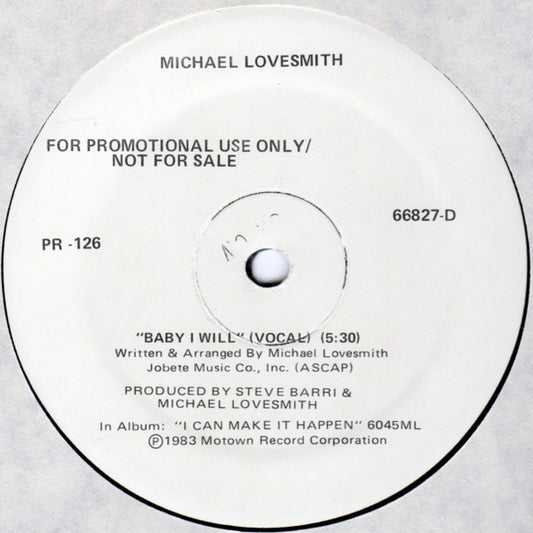 MICHAEL LOVESMITH
FOR PROMOTIONAL USE ONLY/
NOT FOR SALE
66827-D
PR -126
"BABY I WILL" (VOCAL) (5:30)
Written & Arranged By Michael Lovesmith
Jobete Music Co., Inc. (ASCAP)
PRODUCED BY STEVE BARRI &
MICHAEL LOVESMITH
In Album: "I CAN MAKE IT HAPPEN" 6045ML
Ⓟ1983 Motown Record Corporation